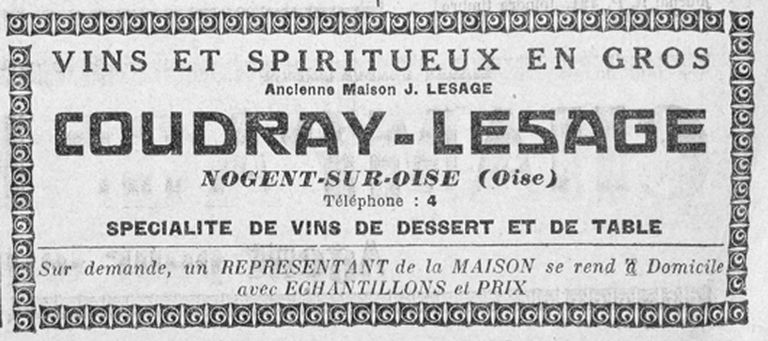 VINS ET SPIRITUEUX EN GROS
Ancienne Maison J. LESAGE
COUDRAY-LESAGE
NOGENT-SUR-OISE (Oise)
Téléphone : 4
SPECIALITE DE VINS DE DESSERT ET DE TABLE
Sur demande, un REPRESENTANT de la MAISON se rend à Domicile
avec ECHANTILLONS et PRIX